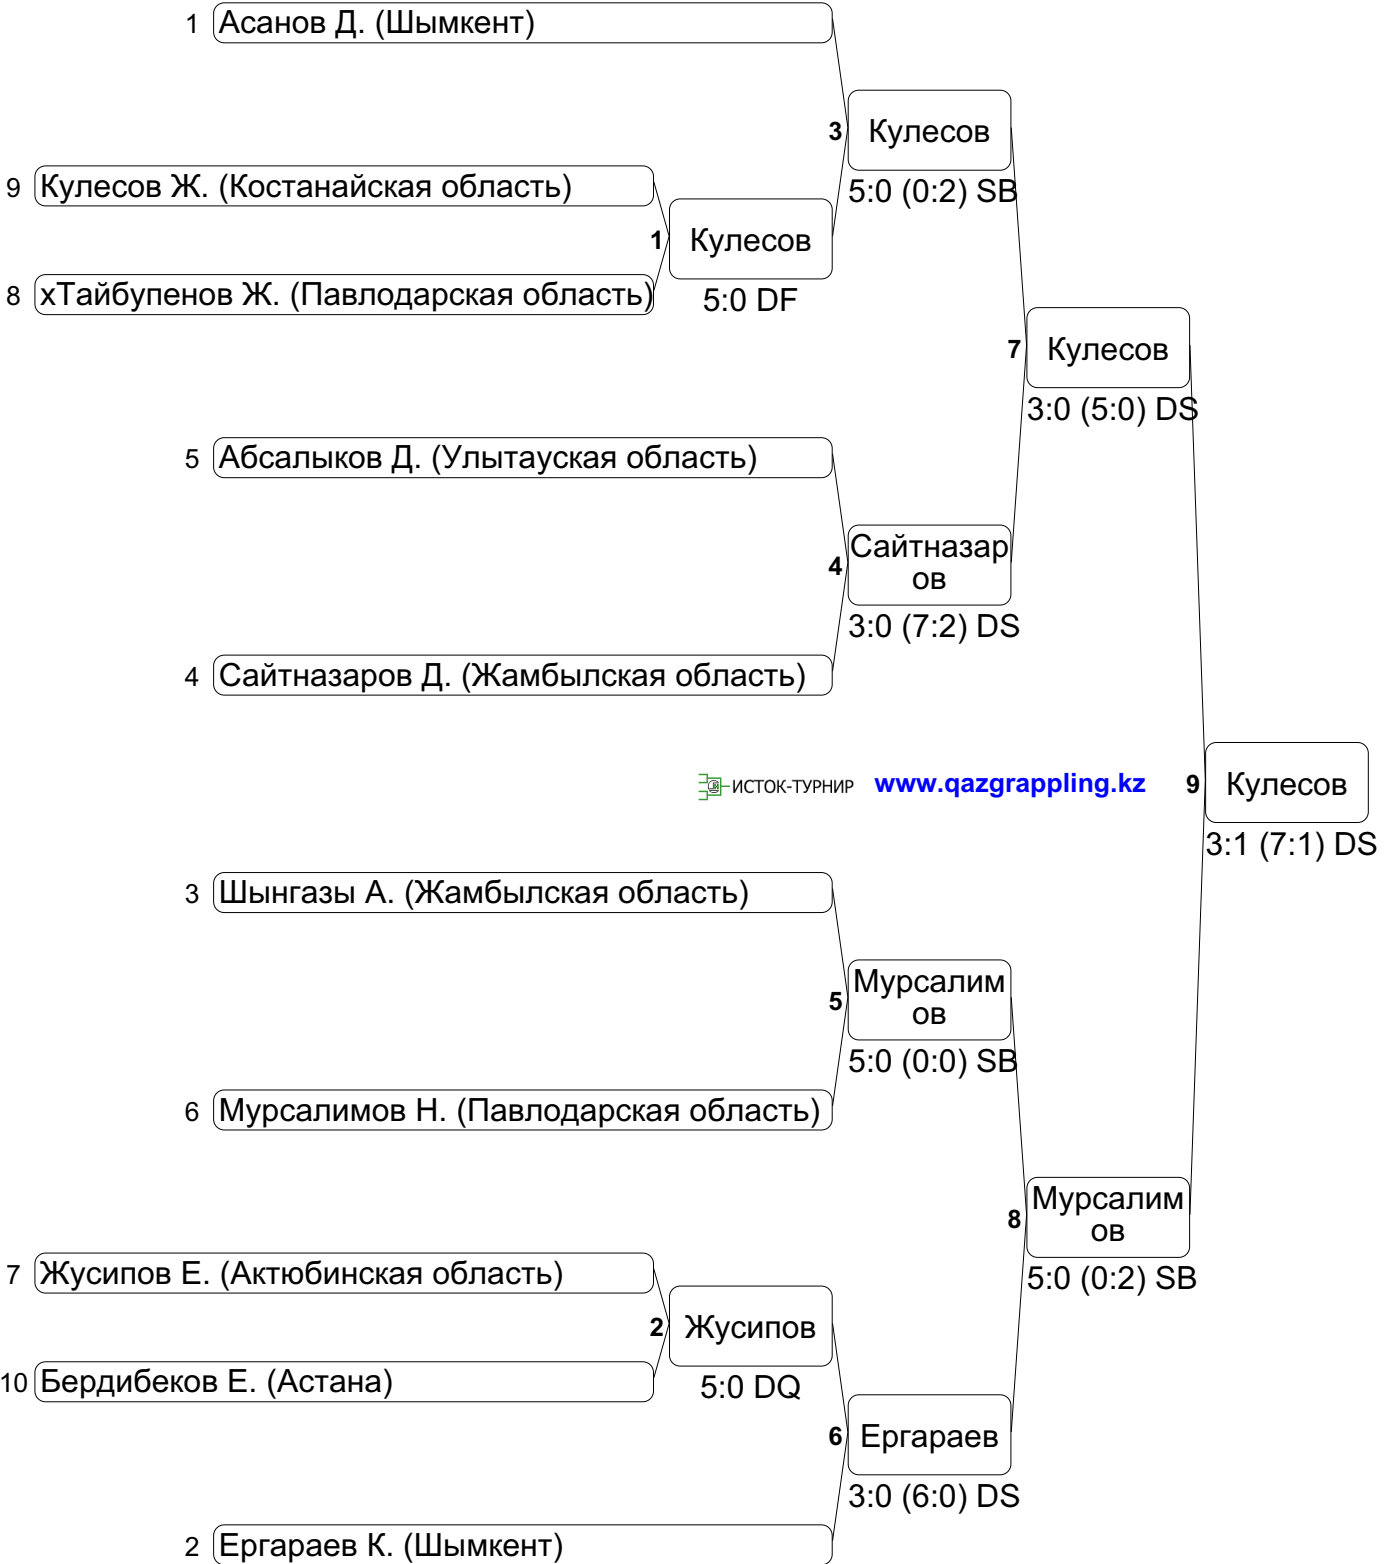 1 Асанов Д. (Шымкент)
3 Кулесов
5:0 (0:2) SB
9 Кулесов Ж. (Костанайская область)
1 Кулесов
5:0 DF
8 хТайбупенов Ж. (Павлодарская область)
7 Кулесов
3:0 (5:0) DS
5 Абсалыков Д. (Улытауская область)
4 Сайтназар
ов
3:0 (7:2) DS
4 Сайтназаров Д. (Жамбылская область)
ИСТОК-ТУРНИР www.qazgrappling.kz
9 Кулесов
3:1 (7:1) DS
3 Шынгазы А. (Жамбылская область)
5 Мурсалим
ов
5:0 (0:0) SB
6 Мурсалимов Н. (Павлодарская область)
8 Мурсалим
ов
5:0 (0:2) SB
7 Жусипов Е. (Актюбинская область)
2 Жусипов
5:0 DQ
10 Бердибеков Е. (Астана)
6 Ергараев
3:0 (6:0) DS
2 Ергараев К. (Шымкент)